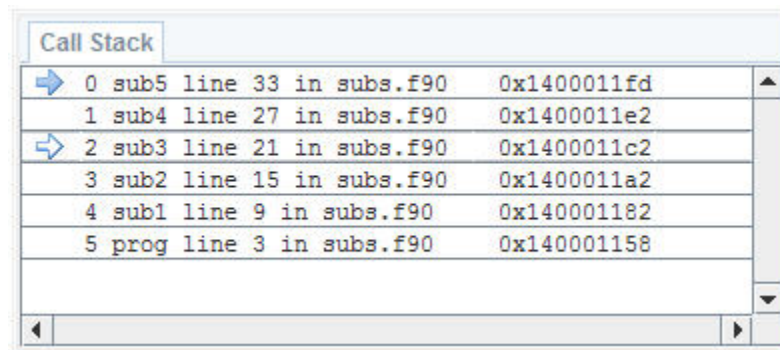 Call Stack
0 sub5 line 33 in subs.f90 0x1400011fd
1 sub4 line 27 in subs.f90 0x1400011e2
2 sub3 line 21 in subs.f90 0x1400011c2
3 sub2 line 15 in subs.f90 0x1400011a2
4 sub1 line 9 in subs.f90 0x140001182
5 prog line 3 in subs.f90 0x140001158